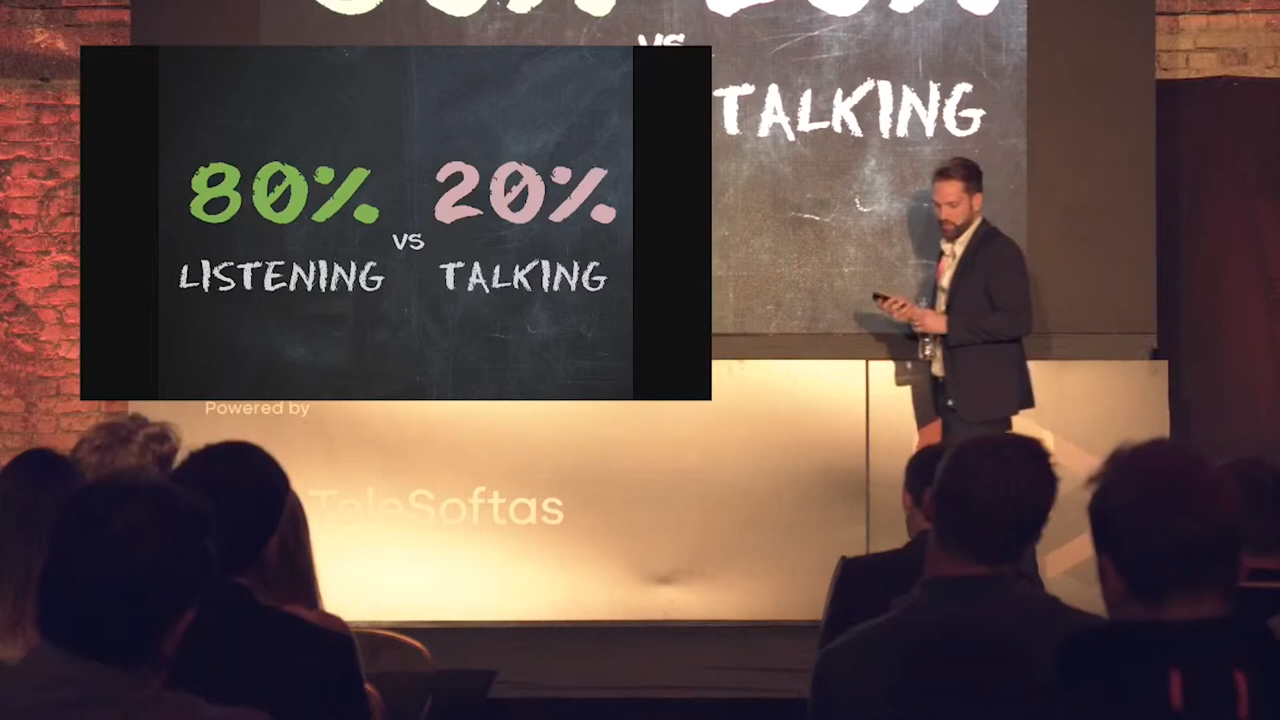 80% 20%
vs
LISTENING TALKING
vs
TALKING
Powered by
TeleSoftas